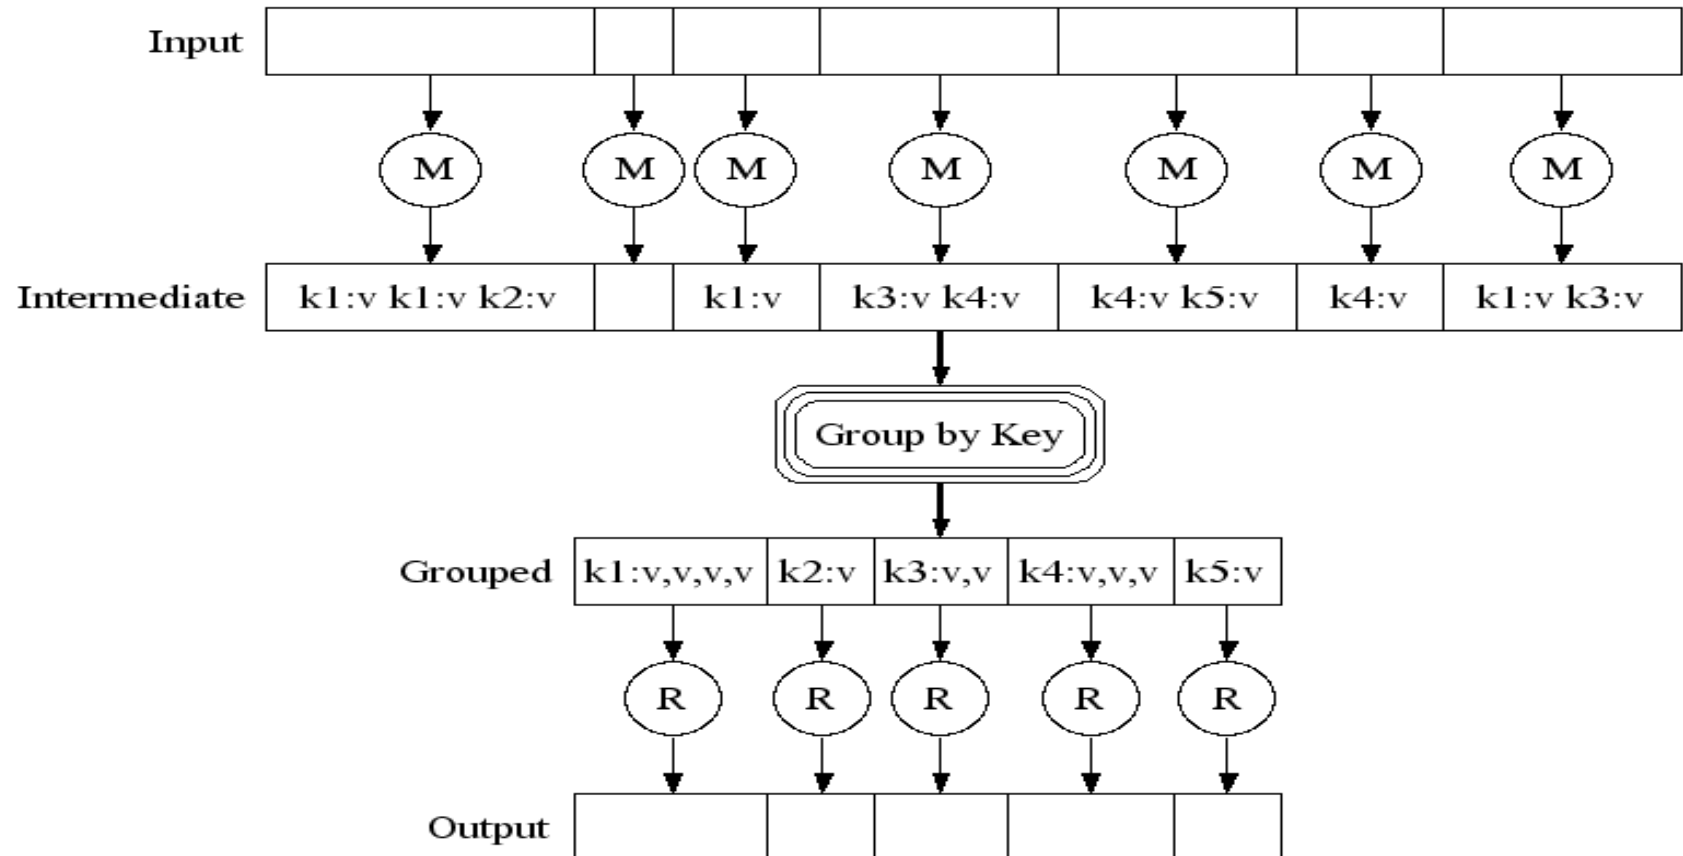 Input
M M M M M M M
Intermediate k1:v k1:v k2:v k1:v k3:v k4:v k4:v k5:v k4:v k1:v k3:v
Group by Key
Grouped k1:v,v,v,v k2:v k3:v,v k4:v,v,v k5:v
R R R R R
Output